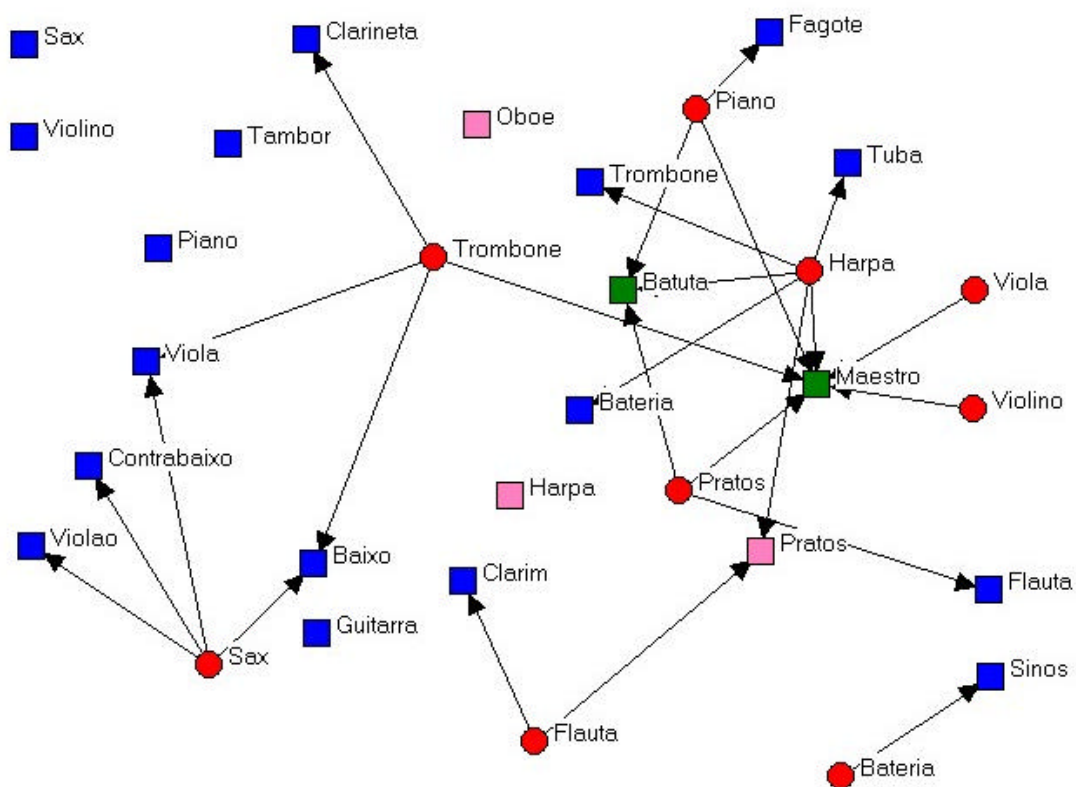 Sax
Clarineta
Fagote
Piano
Oboe
Violino
Tambor
Tuba
Trombone
Piano
Trombone
Harpa
Batuta
Viola
Viola
Maestro
Bateria
Violino
Contrabaixo
Pratos
Harpa
Violao
Pratos
Baixo
Clarim
Flauta
Guitarra
Sax
Sinos
Flauta
Bateria